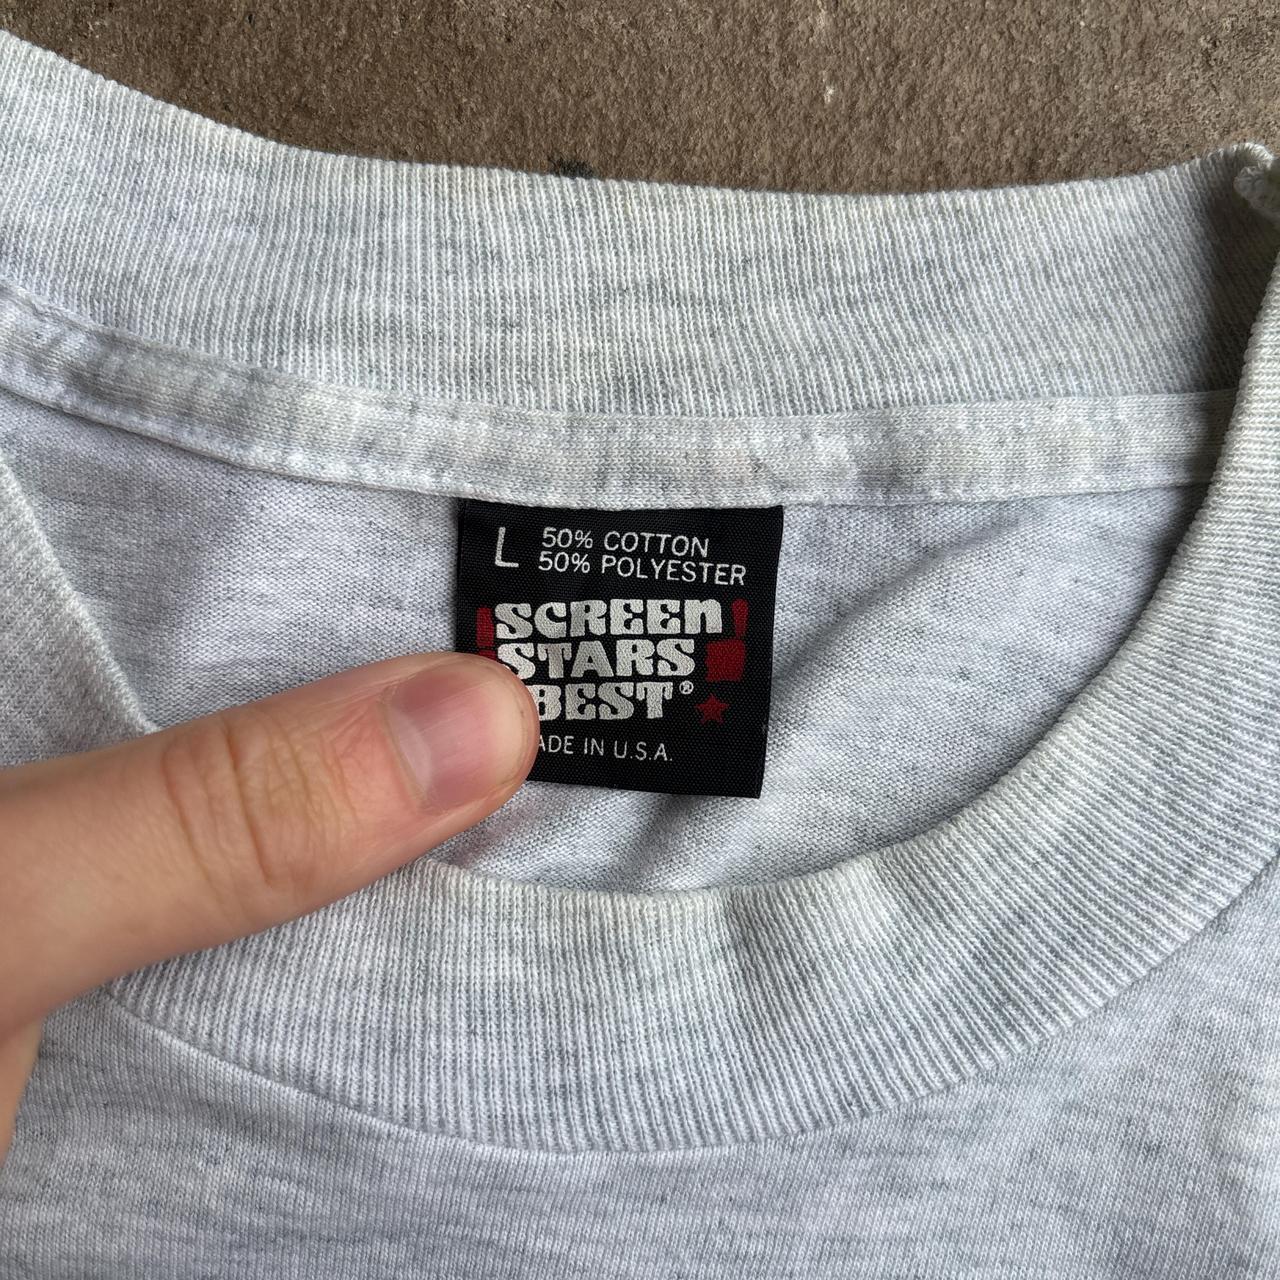 L 50% COTTON
50% POLYESTER
SCREEN
STARS
BEST®
ADE IN U.S.A.